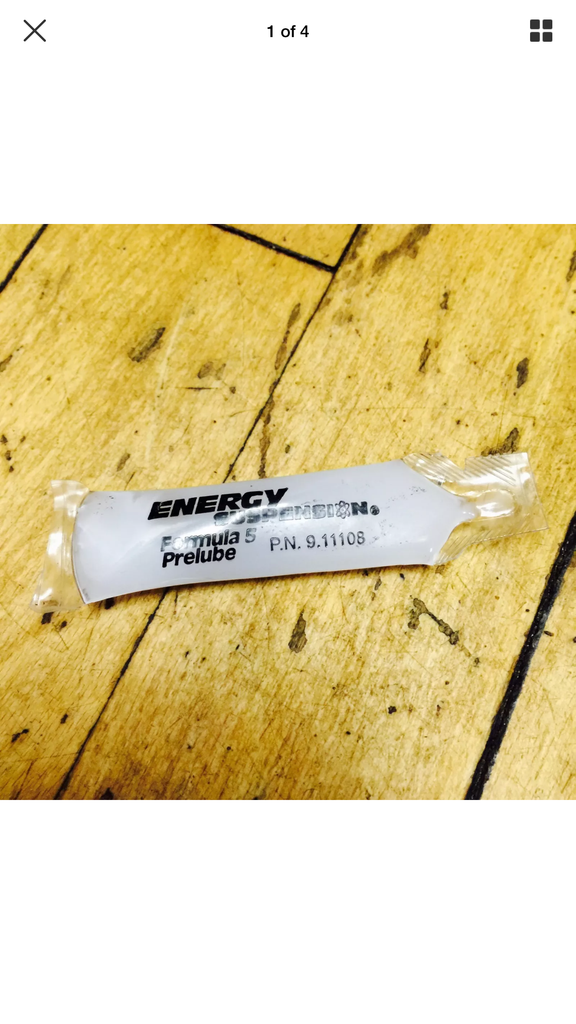 1 of 4
ENERGY
SUSPENSION®
Formula 5
Prelube
P.N. 9.11108